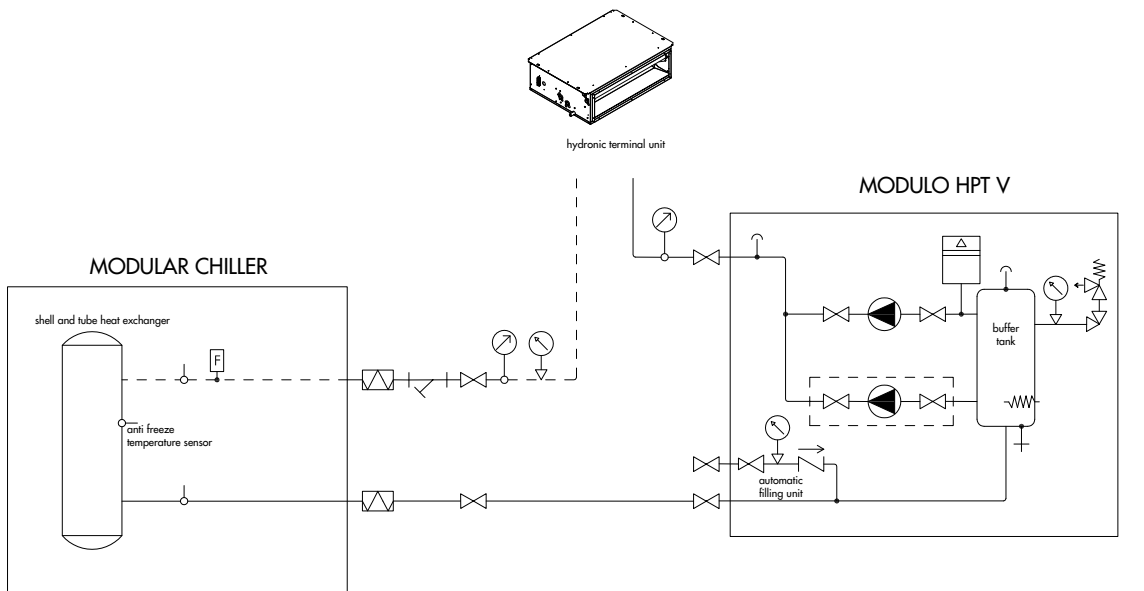 hydronic terminal unit
MODULO HPT V
MODULAR CHILLER
shell and tube heat exchanger
F
anti freeze
temperature sensor
buffer
tank
automatic
filling unit